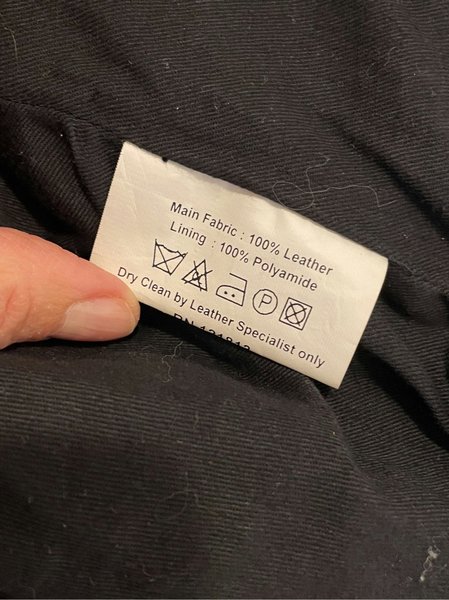 Main Fabric : 100% Leather
Lining : 100% Polyamide
P
Dry Clean by Leather Specialist only